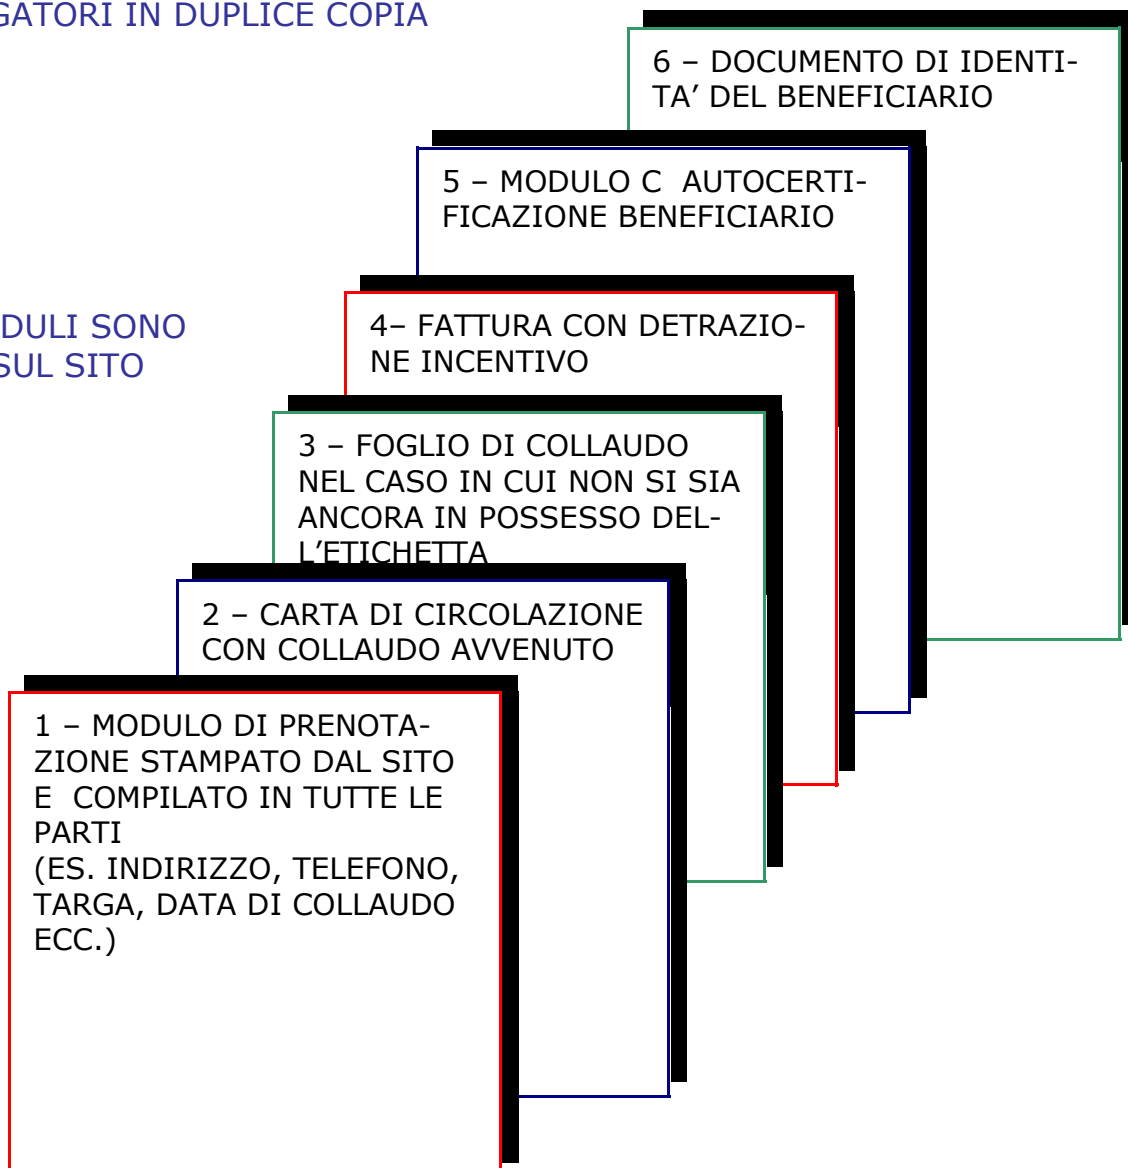 GATORI IN DUPLICE COPIA
6 – DOCUMENTO DI IDENTI-
TA’ DEL BENEFICIARIO
5 – MODULO C  AUTOCERTI-
FICAZIONE BENEFICIARIO
DULI SONO
SUL SITO
4– FATTURA CON DETRAZIO-
NE INCENTIVO
3 – FOGLIO DI COLLAUDO
NEL CASO IN CUI NON SI SIA
ANCORA IN POSSESSO DEL-
L’ETICHETTA
2 – CARTA DI CIRCOLAZIONE
CON COLLAUDO AVVENUTO
1 – MODULO DI PRENOTA-
ZIONE STAMPATO DAL SITO
E  COMPILATO IN TUTTE LE
PARTI
(ES. INDIRIZZO, TELEFONO,
TARGA, DATA DI COLLAUDO
ECC.)